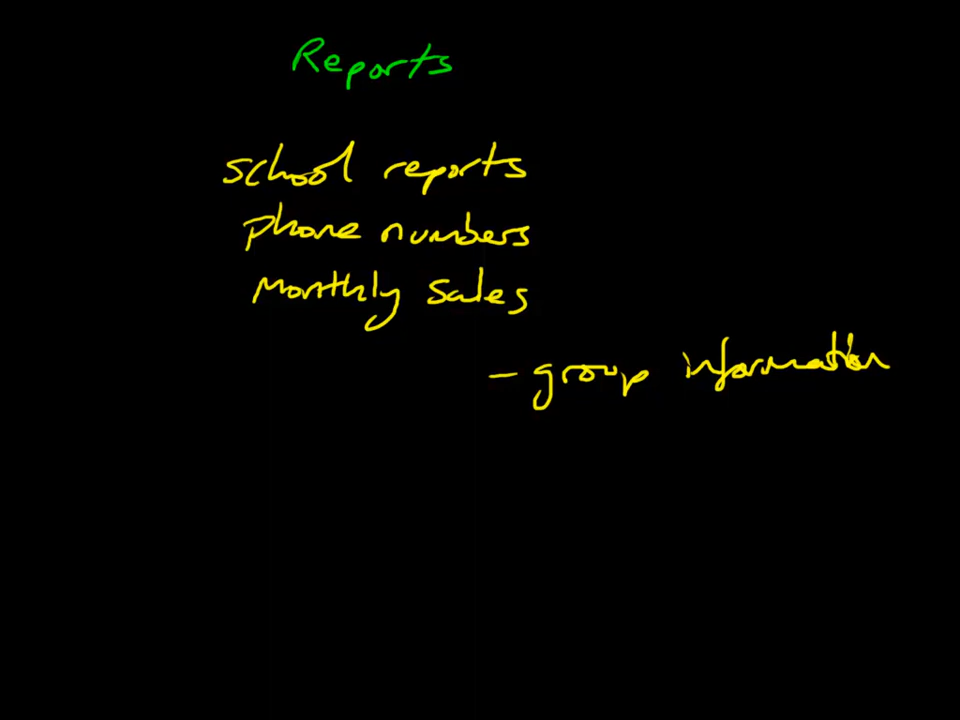 Reports
school reports
phone numbers
Monthly sales
- group information